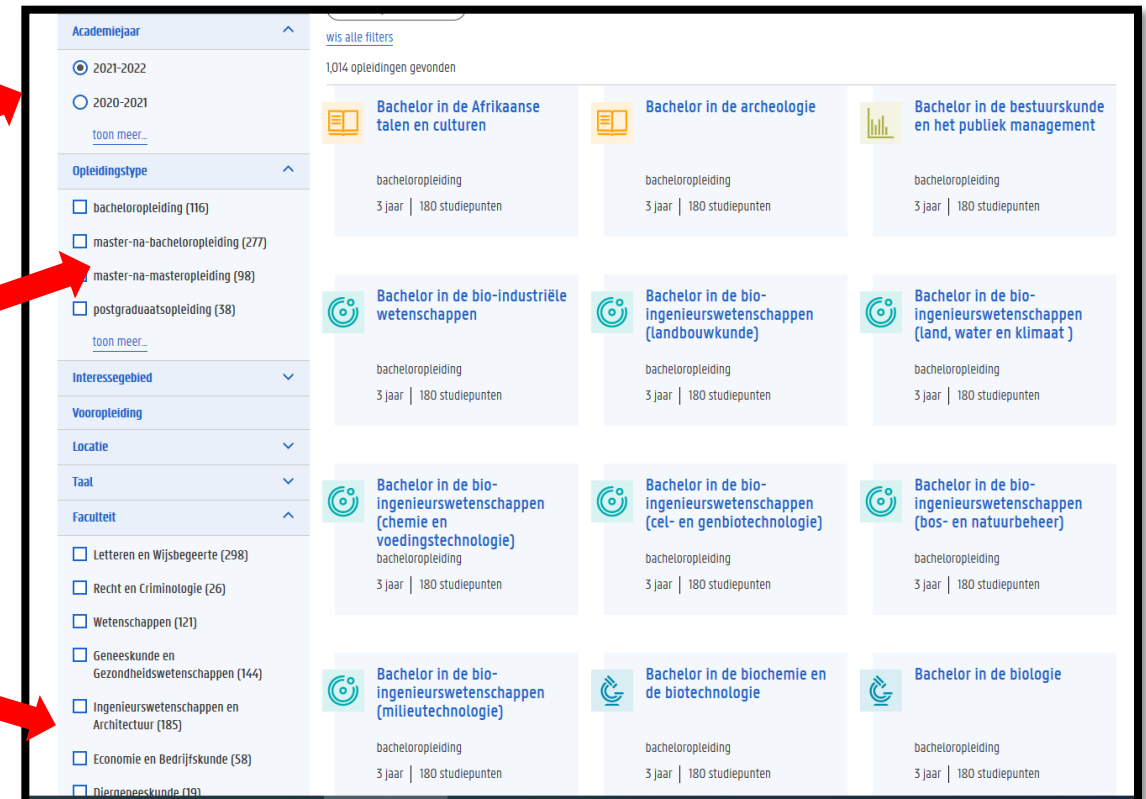 Academiejaar
2021-2022
2020-2021
toon meer...
Opleidingstype
bacheloropleiding (116)
master-na-bacheloropleiding (277)
master-na-masteropleiding (98)
postgraduaatsopleiding (38)
toon meer...
Interessegebied
Vooropleiding
Locatie
Taal
Faculteit
Letteren en Wijsbegeerte (298)
Recht en Criminologie (26)
Wetenschappen (121)
Geneeskunde en
Gezondheidswetenschappen (144)
Ingenieurswetenschappen en
Architectuur (185)
Economie en Bedrijfskunde (58)
Diergeneeskunde (19)
wis alle filters
1,014 opleidingen gevonden
Bachelor in de Afrikaanse
talen en culturen
bacheloropleiding
3 jaar | 180 studiepunten
Bachelor in de archeologie
bacheloropleiding
3 jaar | 180 studiepunten
Bachelor in de bestuurskunde
en het publiek management
bacheloropleiding
3 jaar | 180 studiepunten
Bachelor in de bio-industriële
wetenschappen
bacheloropleiding
3 jaar | 180 studiepunten
Bachelor in de bio-
ingenieurswetenschappen
(landbouwkunde)
bacheloropleiding
3 jaar | 180 studiepunten
Bachelor in de bio-
ingenieurswetenschappen
(land, water en klimaat )
bacheloropleiding
3 jaar | 180 studiepunten
Bachelor in de bio-
ingenieurswetenschappen
(chemie en
voedingstechnologie)
bacheloropleiding
3 jaar | 180 studiepunten
Bachelor in de bio-
ingenieurswetenschappen
(cel- en genbiotechnologie)
bacheloropleiding
3 jaar | 180 studiepunten
Bachelor in de bio-
ingenieurswetenschappen
(bos- en natuurbeheer)
bacheloropleiding
3 jaar | 180 studiepunten
Bachelor in de bio-
ingenieurswetenschappen
(milieutechnologie)
bacheloropleiding
3 jaar | 180 studiepunten
Bachelor in de biochemie en
de biotechnologie
bacheloropleiding
3 jaar | 180 studiepunten
Bachelor in de biologie
bacheloropleiding
3 jaar | 180 studiepunten